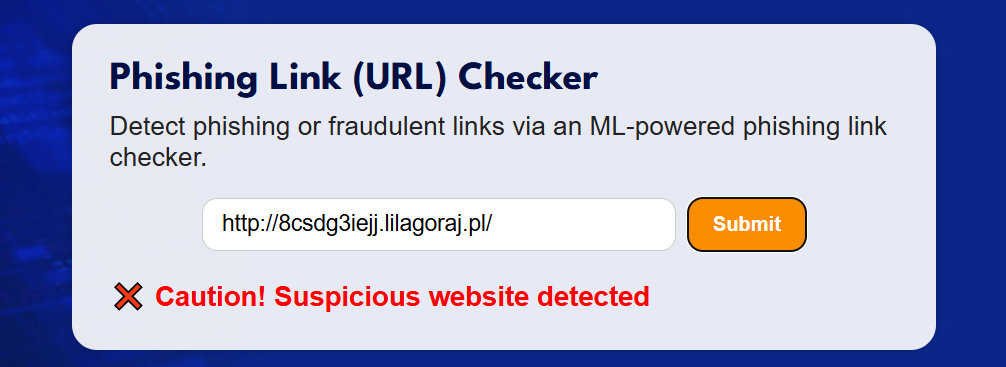 Phishing Link (URL) Checker
Detect phishing or fraudulent links via an ML-powered phishing link
checker.
http://8csdg3iejj.lilagoraj.pl/ Submit
Caution! Suspicious website detected